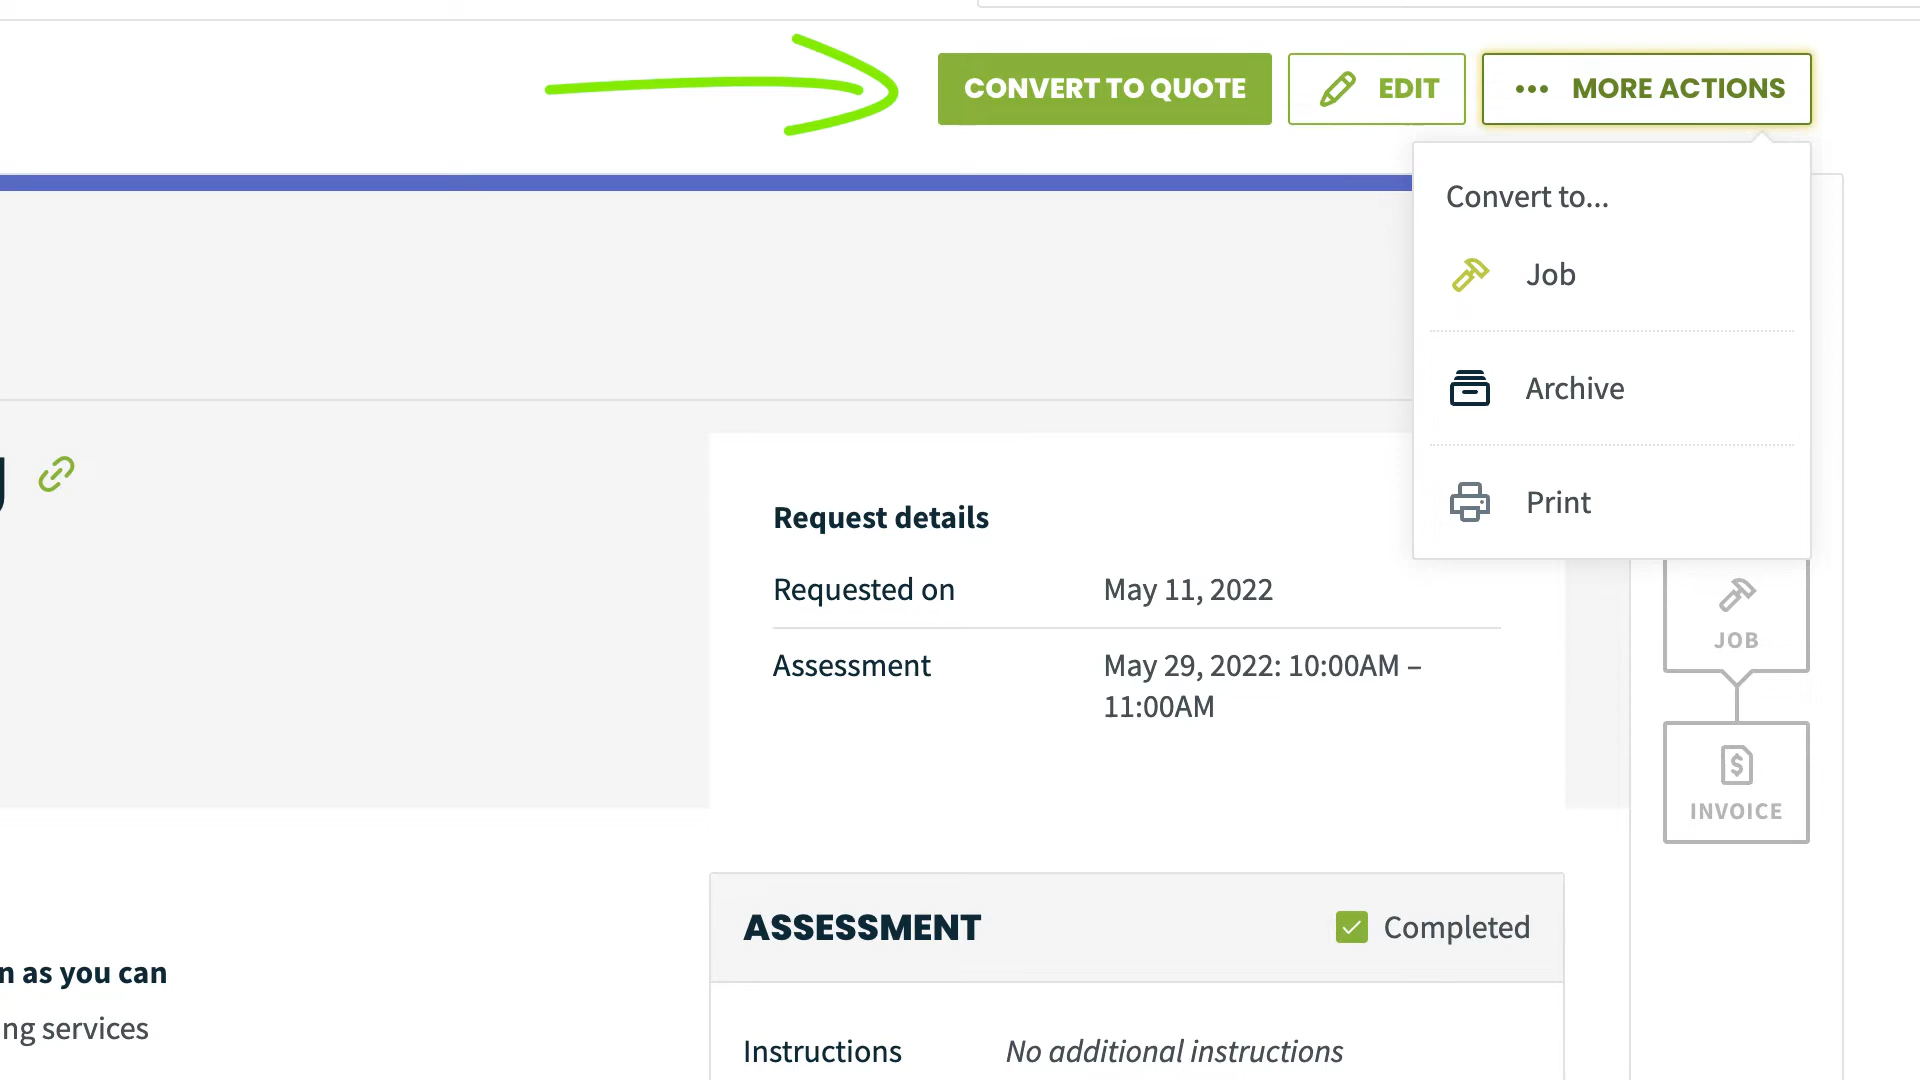 CONVERT TO QUOTE
EDIT
MORE ACTIONS
Convert to...
Job
Archive
Print
Request details
Requested on May 11, 2022
Assessment May 29, 2022: 10:00AM –
11:00AM
JOB
INVOICE
ASSESSMENT
Completed
n as you can
ng services
Instructions No additional instructions